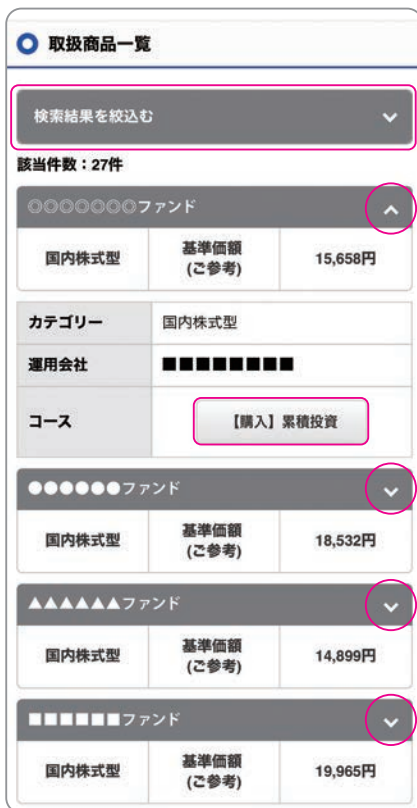 取扱商品一覧
検索結果を絞込む
該当件数：27件
◎◎◎◎◎◎◎ファンド
国内株式型 基準価額 15,658円
(ご参考)
カテゴリー 国内株式型
運用会社 ■■■■■■■■
コース 【購入】累積投資
●●●●●●ファンド
国内株式型 基準価額 18,532円
(ご参考)
▲▲▲▲▲▲ファンド
国内株式型 基準価額 14,899円
(ご参考)
■■■■■■ファンド
国内株式型 基準価額 19,965円
(ご参考)